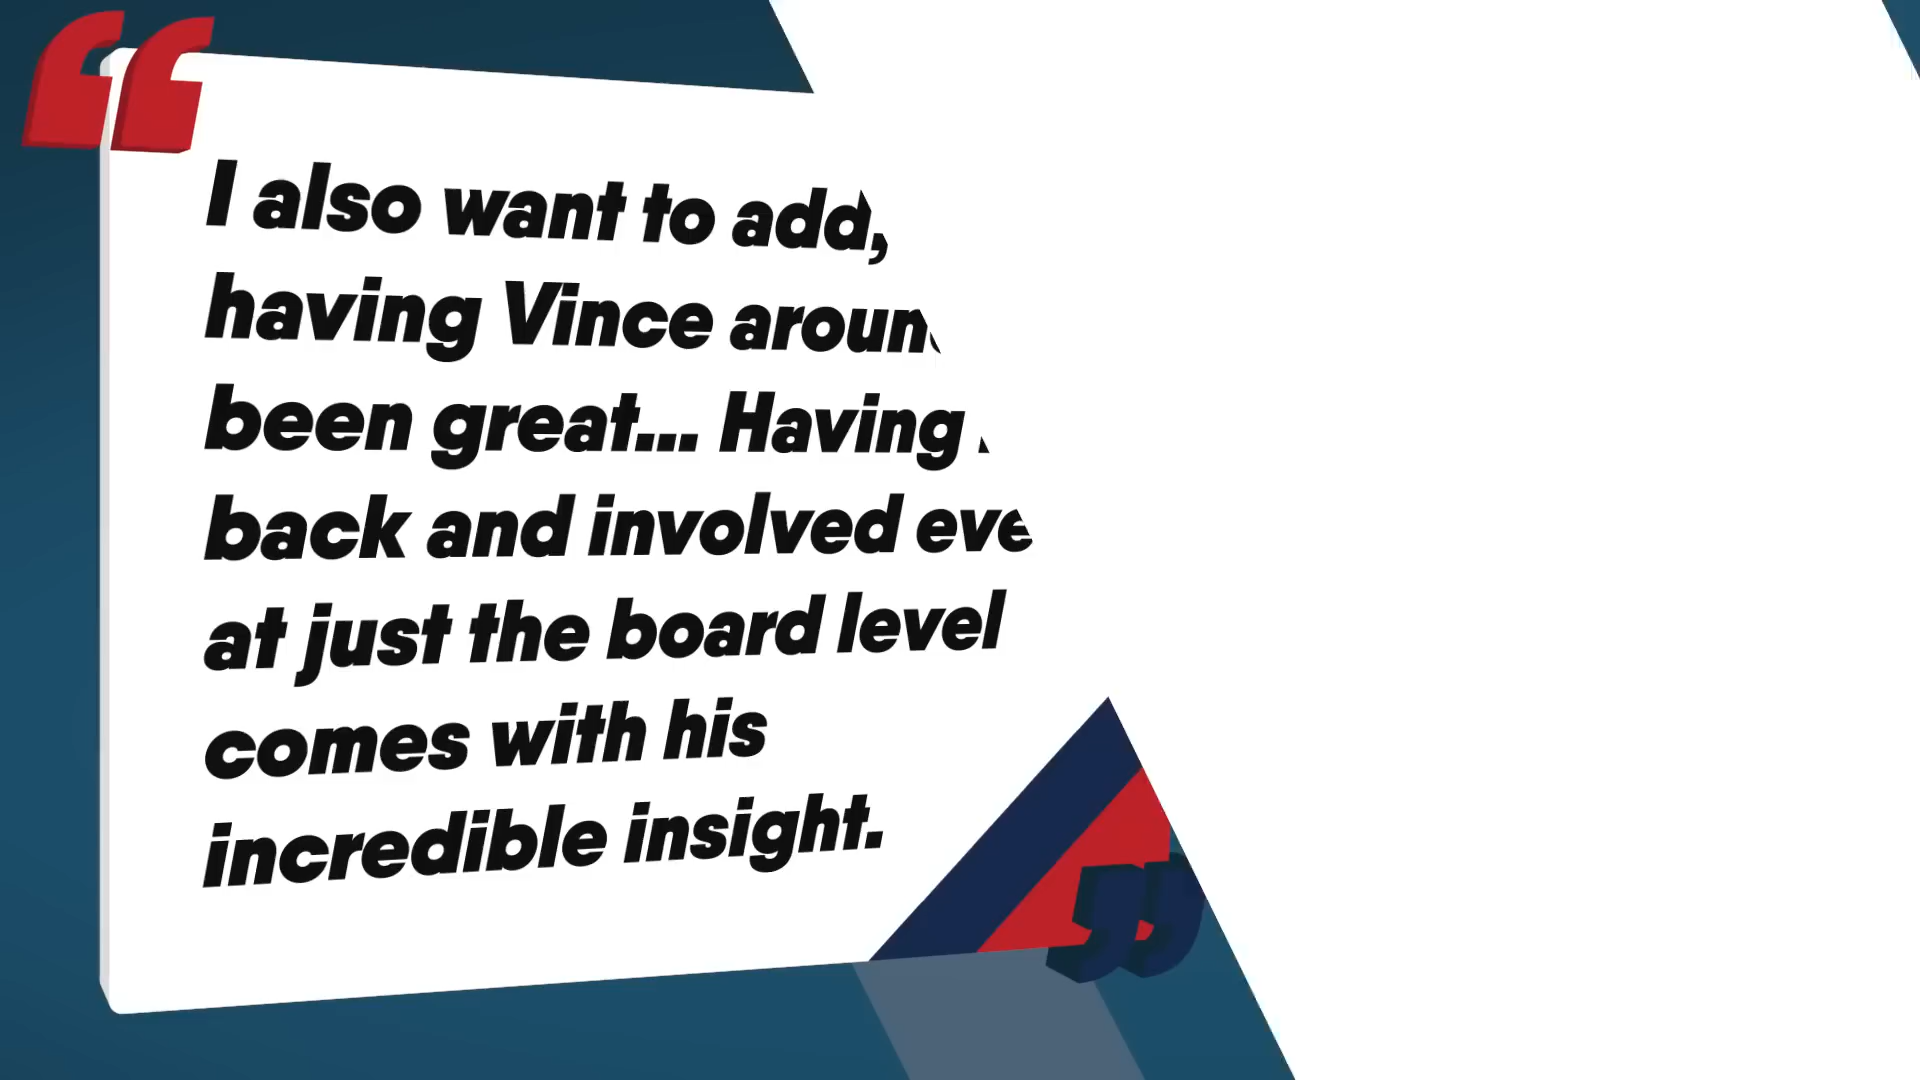 I also want to add,
having Vince
been great... Having
back and involved
at just the board level
comes with his
incredible insight.